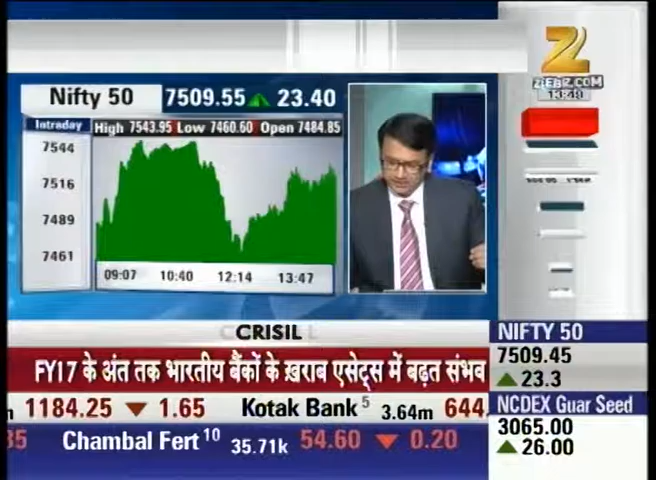 Z
ZEEBIZ.COM
Nifty 50 7509.55 ▲ 23.40
Intraday High 7543.95 Low 7460.60 Open 7484.85
7544
7516
7489
7461
09:07 10:40 12:14 13:47
CRISIL
FY17 के अंत तक भारतीय बैंकों के ख़राब एसेट्स में बढ़त संभव
1184.25 ▼ 1.65 Kotak Bank 5 3.64m 644.
35 Chambal Fert 10 35.71k 54.60 ▼ 0.20
NIFTY 50
7509.45
▲ 23.3
NCDEX Guar Seed
3065.00
▲ 26.00